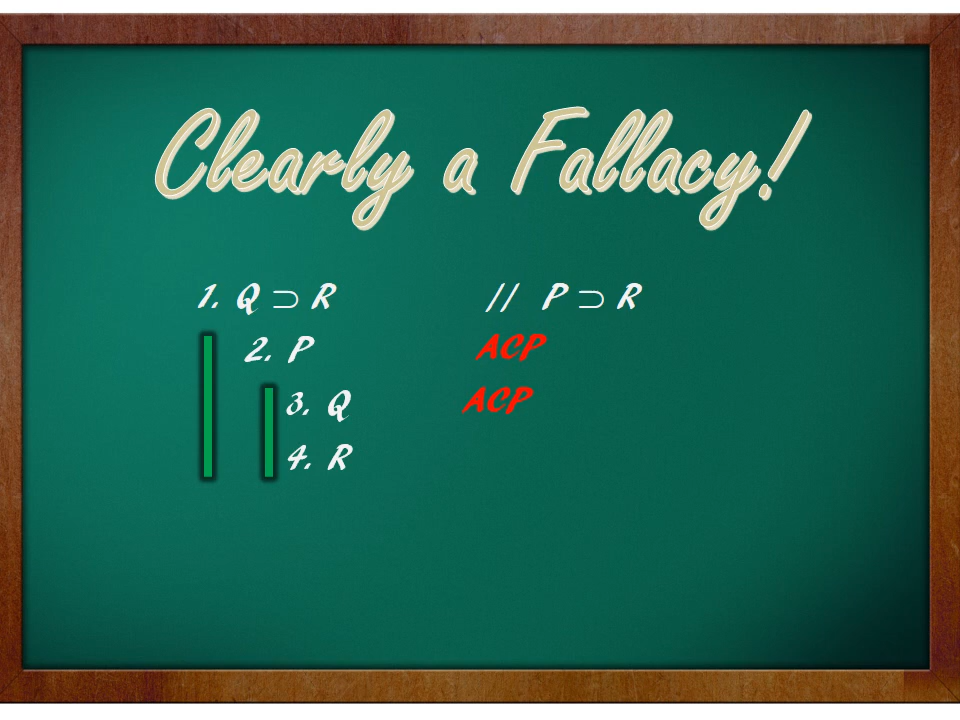 Clearly a Fallacy!
1. Q ⊃ R // P ⊃ R
2. P ACP
3. Q ACP
4. R